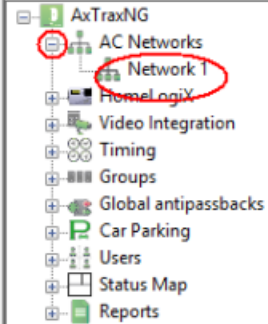 AxTraxNG
AC Networks
Network 1
HomeLogiX
Video Integration
Timing
Groups
Global antipassbacks
Car Parking
Users
Status Map
Reports